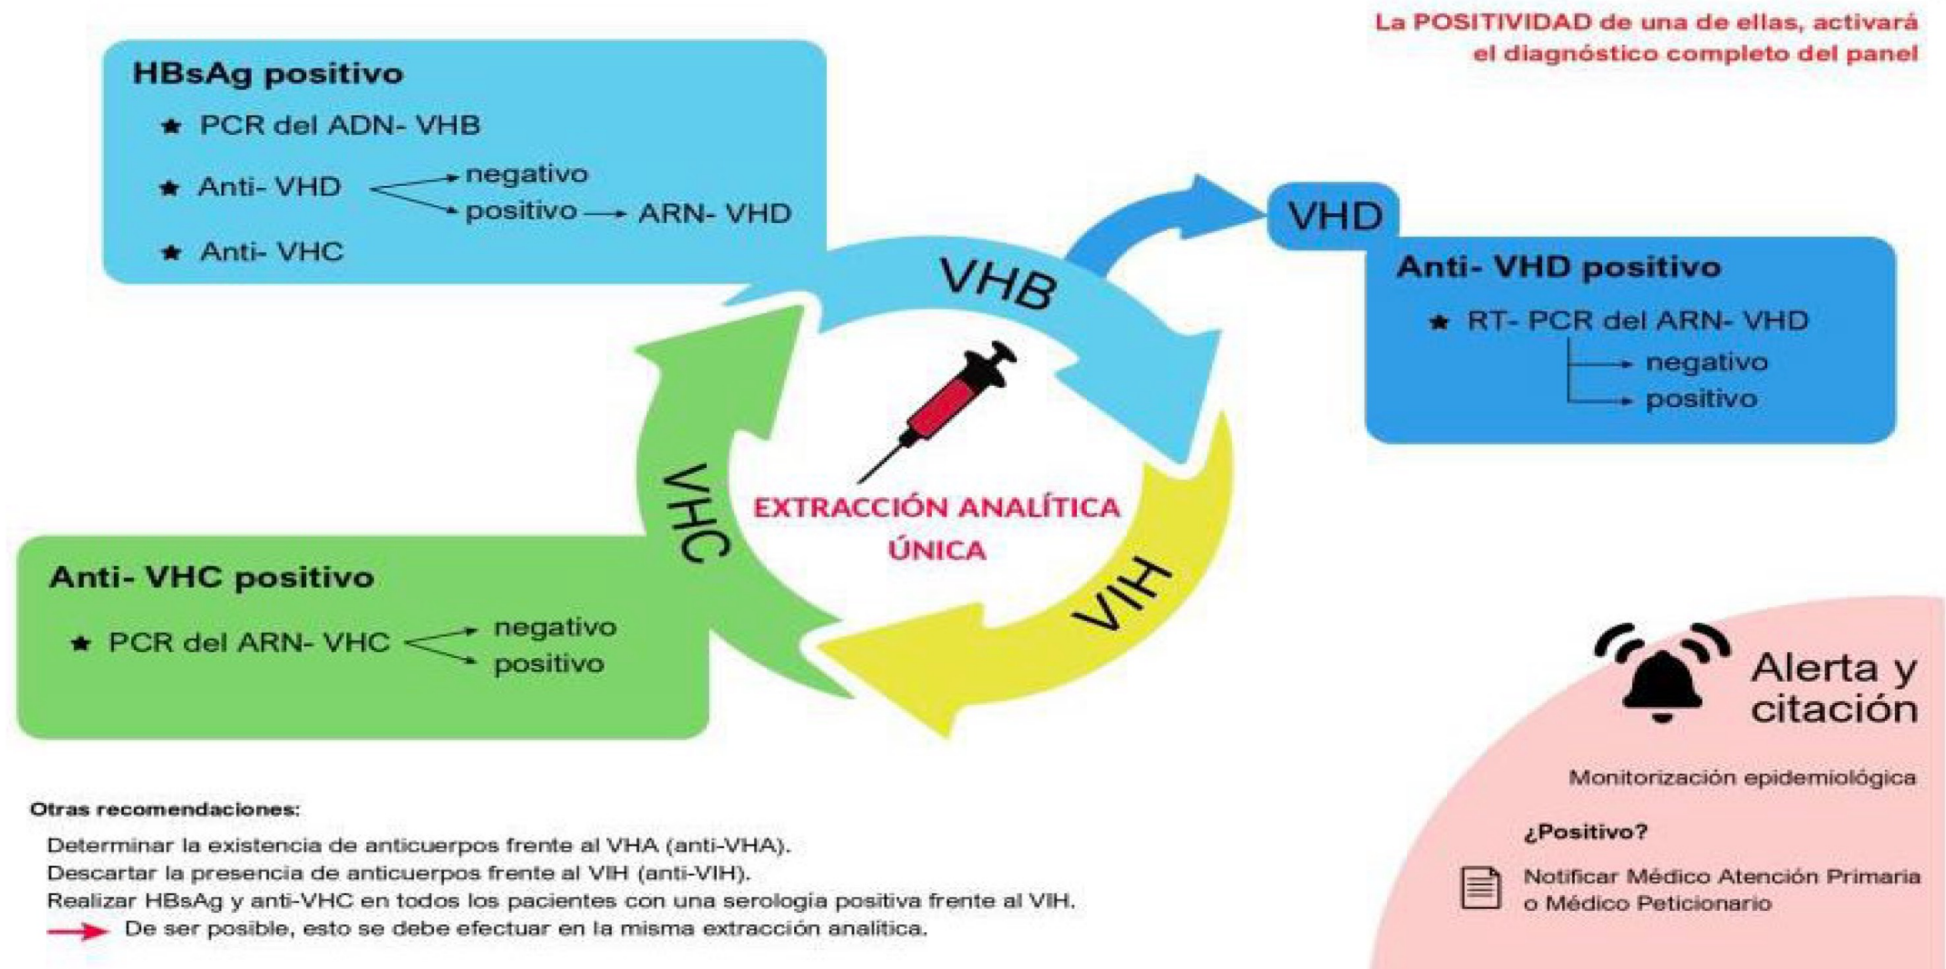 La POSITIVIDAD de una de ellas, activará
el diagnóstico completo del panel
HBsAg positivo
★ PCR del ADN- VHB
★ Anti- VHD
negativo
positivo
ARN- VHD
★ Anti- VHC
VHB
VHD
Anti- VHD positivo
★ RT- PCR del ARN- VHD
negativo
positivo
EXTRACCIÓN ANALÍTICA
ÚNICA
VHC
VIH
Anti- VHC positivo
★ PCR del ARN- VHC
negativo
positivo
Alerta y
citación
Monitorización epidemiológica
¿Positivo?
Notificar Médico Atención Primaria
o Médico Peticionario
Otras recomendaciones:
Determinar la existencia de anticuerpos frente al VHA (anti-VHA).
Descartar la presencia de anticuerpos frente al VIH (anti-VIH).
Realizar HBsAg y anti-VHC en todos los pacientes con una serología positiva frente al VIH.
De ser posible, esto se debe efectuar en la misma extracción analítica.